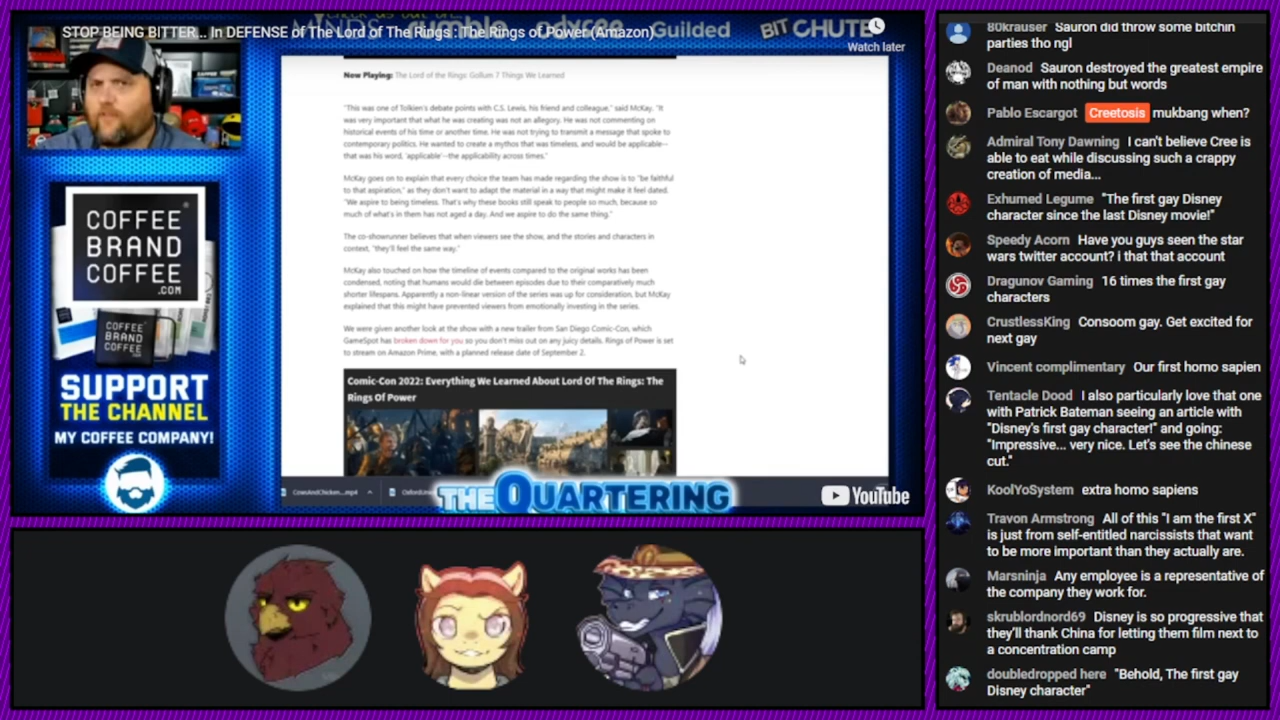 STOP BEING BITTER... In DEFENSE of The Lord of The Rings : The Rings of Power (Amazon)
Guilded
BIT CHUTE
Watch later
Now Playing: The Lord of the Rings: Gollum 7 Things We Learned
"This was one of Tolkien's debate points with C.S. Lewis, his friend and colleague," said McKay. "It
was very important that what he was creating was not an allegory. He was not commenting on
historical events of his time or another time. He was not trying to transmit a message that spoke to
contemporary politics. He wanted to create a mythos that was timeless, and would be applicable--
that was his word, 'applicable'--the applicability across times."
McKay goes on to explain that every choice the team has made regarding the show is to "be faithful
to that aspiration," as they don't want to adapt the material in a way that might make it feel dated.
"We aspire to being timeless. That's why these books still speak to people so much, because so
much of what's in them has not aged a day. And we aspire to do the same thing."
The co-showrunner believes that when viewers see the show, and the stories and characters in
context, "they'll feel the same way."
McKay also touched on how the timeline of events compared to the original works has been
condensed, noting that humans would die between episodes due to their comparatively much
shorter lifespans. Apparently a non-linear version of the series was up for consideration, but McKay
explained that this might have prevented viewers from emotionally investing in the series.
We were given another look at the show with a new trailer from San Diego Comic-Con, which
GameSpot has broken down for you so you don't miss out on any juicy details. Rings of Power is set
to stream on Amazon Prime, with a planned release date of September 2.
Comic-Con 2022: Everything We Learned About Lord Of The Rings: The
Rings Of Power
COFFEE
BRAND
COFFEE
.COM
COFFEE
BRAND
COFFEE
SUPPORT
THE CHANNEL
MY COFFEE COMPANY!
CowsAndChicken....mp4
THE QUARTERING
YouTube
80krauser Sauron did throw some bitchin
parties tho ngl
Deanod Sauron destroyed the greatest empire
of man with nothing but words
Pablo Escargot Creetosis mukbang when?
Admiral Tony Dawning I can't believe Cree is
able to eat while discussing such a crappy
creation of media...
Exhumed Legume "The first gay Disney
character since the last Disney movie!"
Speedy Acorn Have you guys seen the star
wars twitter account? i that that account
Dragunov Gaming 16 times the first gay
characters
CrustlessKing Consoom gay. Get excited for
next gay
Vincent complimentary Our first homo sapien
Tentacle Dood I also particularly love that one
with Patrick Bateman seeing an article with
"Disney's first gay character!" and going:
"Impressive... very nice. Let's see the chinese
cut."
KoolYoSystem extra homo sapiens
Travon Armstrong All of this "I am the first X"
is just from self-entitled narcissists that want
to be more important than they actually are.
Marsninja Any employee is a representative of
the company they work for.
skrublordnord69 Disney is so progressive that
they'll thank China for letting them film next to
a concentration camp
doubledropped here "Behold, The first gay
Disney character"